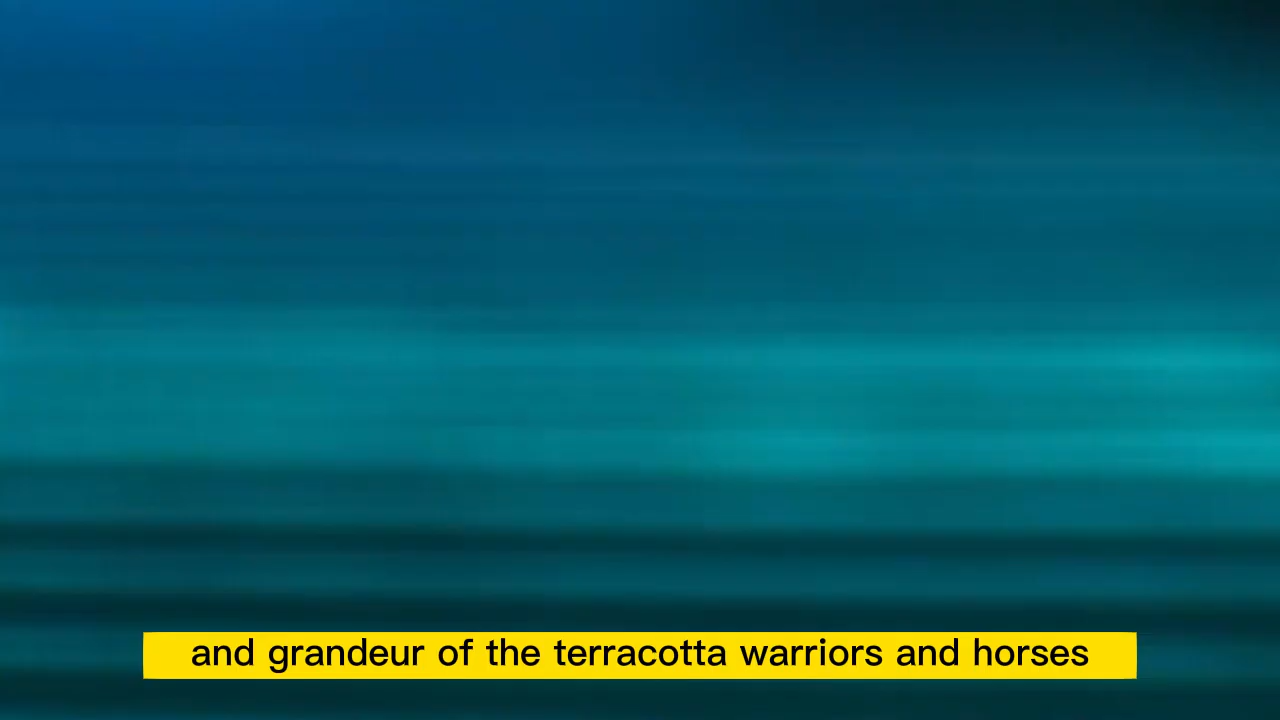 and grandeur of the terracotta warriors and horses